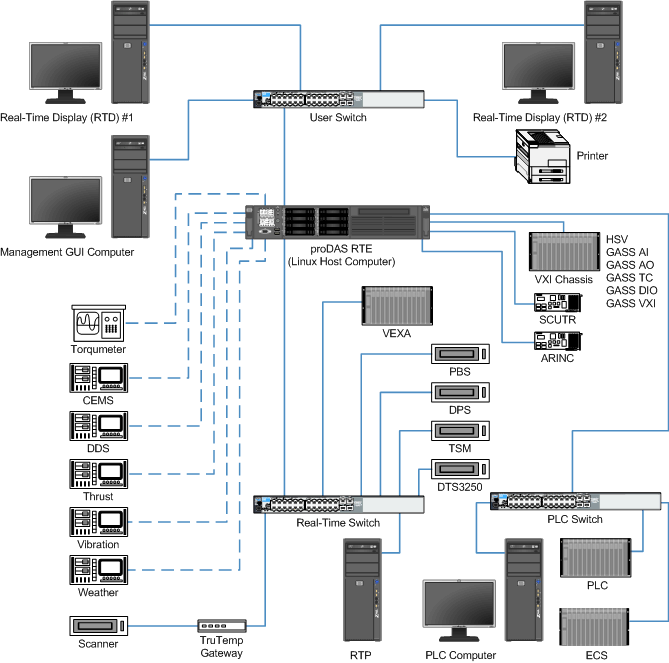 Real-Time Display (RTD) #1
User Switch
Real-Time Display (RTD) #2
Printer
Management GUI Computer
proDAS RTE
(Linux Host Computer)
HSV
GASS AI
GASS AO
GASS TC
GASS DIO
GASS VXI
VXI Chassis
SCUTR
ARINC
VEXA
Torqumeter
PBS
CEMS
DPS
DDS
TSM
Thrust
DTS3250
Real-Time Switch
PLC Switch
Vibration
Weather
PLC
Scanner
TruTemp
Gateway
RTP
PLC Computer
ECS